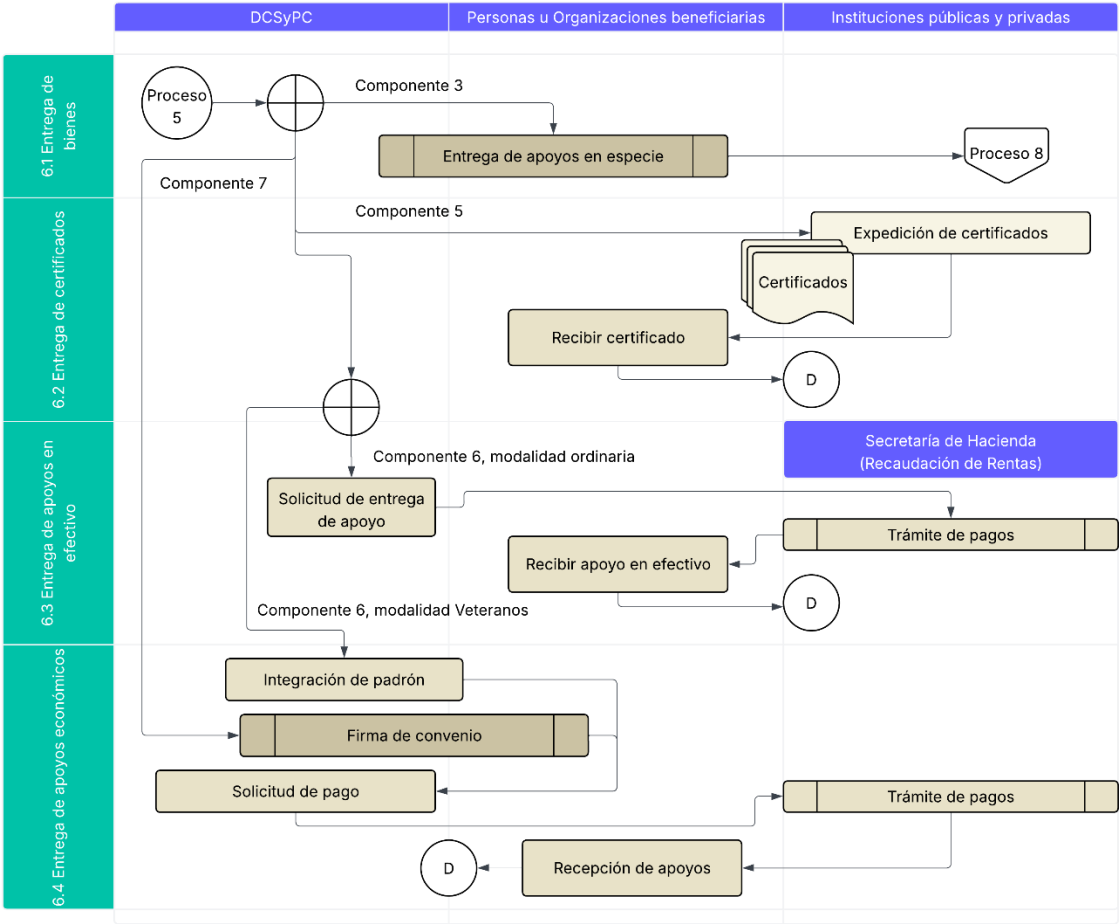 DCSyPC
Personas u Organizaciones beneficiarias
Instituciones públicas y privadas
6.1 Entrega de
bienes
Proceso
5
Componente 3
Entrega de apoyos en especie
Proceso 8
Componente 7
6.2 Entrega de certificados
Componente 5
Expedición de certificados
Certificados
Recibir certificado
D
6.3 Entrega de apoyos en
efectivo
Secretaría de Hacienda
(Recaudación de Rentas)
Componente 6, modalidad ordinaria
Solicitud de entrega
de apoyo
Trámite de pagos
Recibir apoyo en efectivo
D
Componente 6, modalidad Veteranos
6.4 Entrega de apoyos económicos
Integración de padrón
Firma de convenio
Solicitud de pago
Trámite de pagos
D
Recepción de apoyos